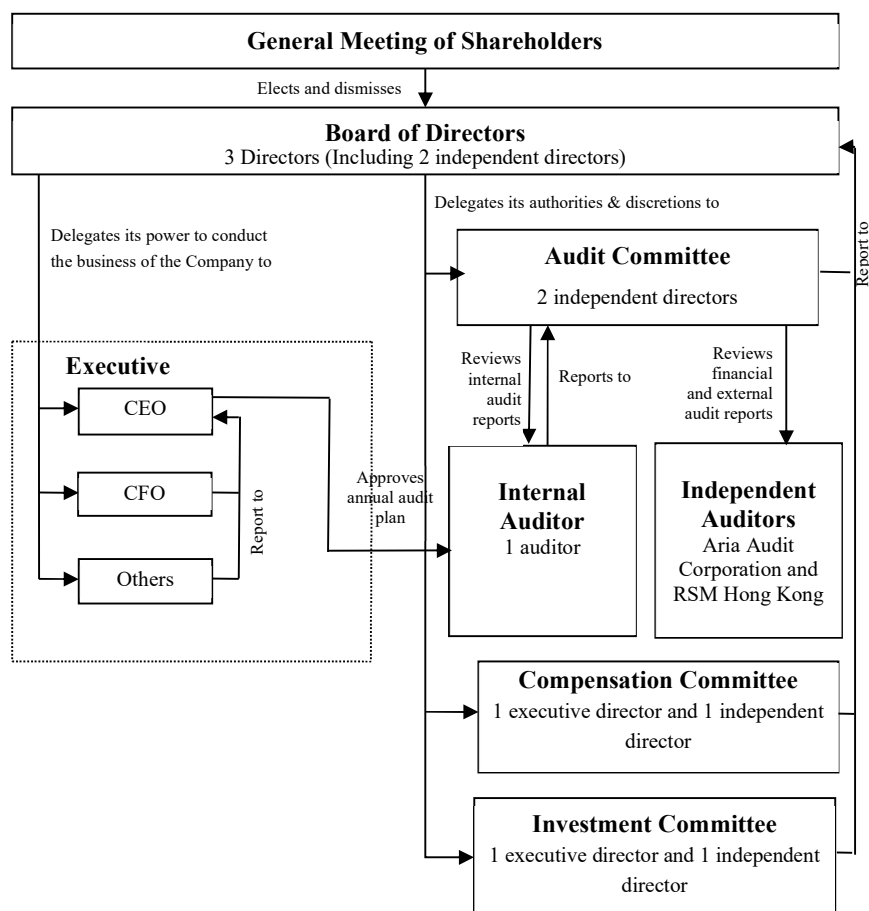 General Meeting of Shareholders
Elects and dismisses
Board of Directors
3 Directors (Including 2 independent directors)
Delegates its power to conduct
the business of the Company to
Delegates its authorities & discretions to
Report to
Audit Committee
2 independent directors
Executive
CEO
CFO
Others
Report to
Reviews
internal
audit
reports
Reports to
Reviews
financial
and external
audit reports
Approves
annual audit
plan
Internal
Auditor
1 auditor
Independent
Auditors
Aria Audit
Corporation and
RSM Hong Kong
Compensation Committee
1 executive director and 1 independent
director
Investment Committee
1 executive director and 1 independent
director